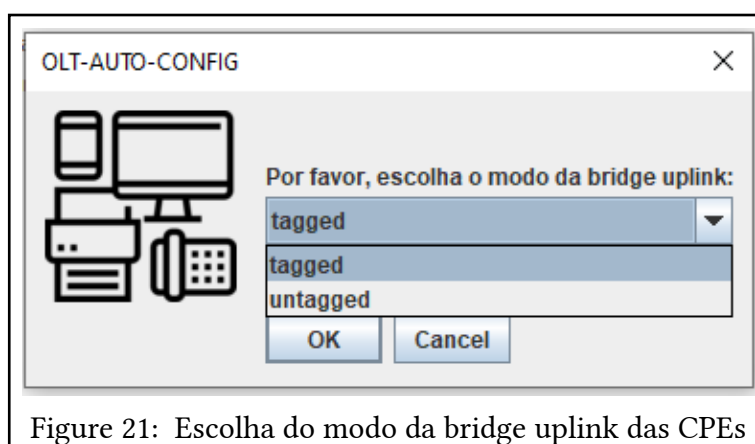 OLT-AUTO-CONFIG
Por favor, escolha o modo da bridge uplink:
tagged
tagged
untagged
OK Cancel
Figure 21: Escolha do modo da bridge uplink das CPEs